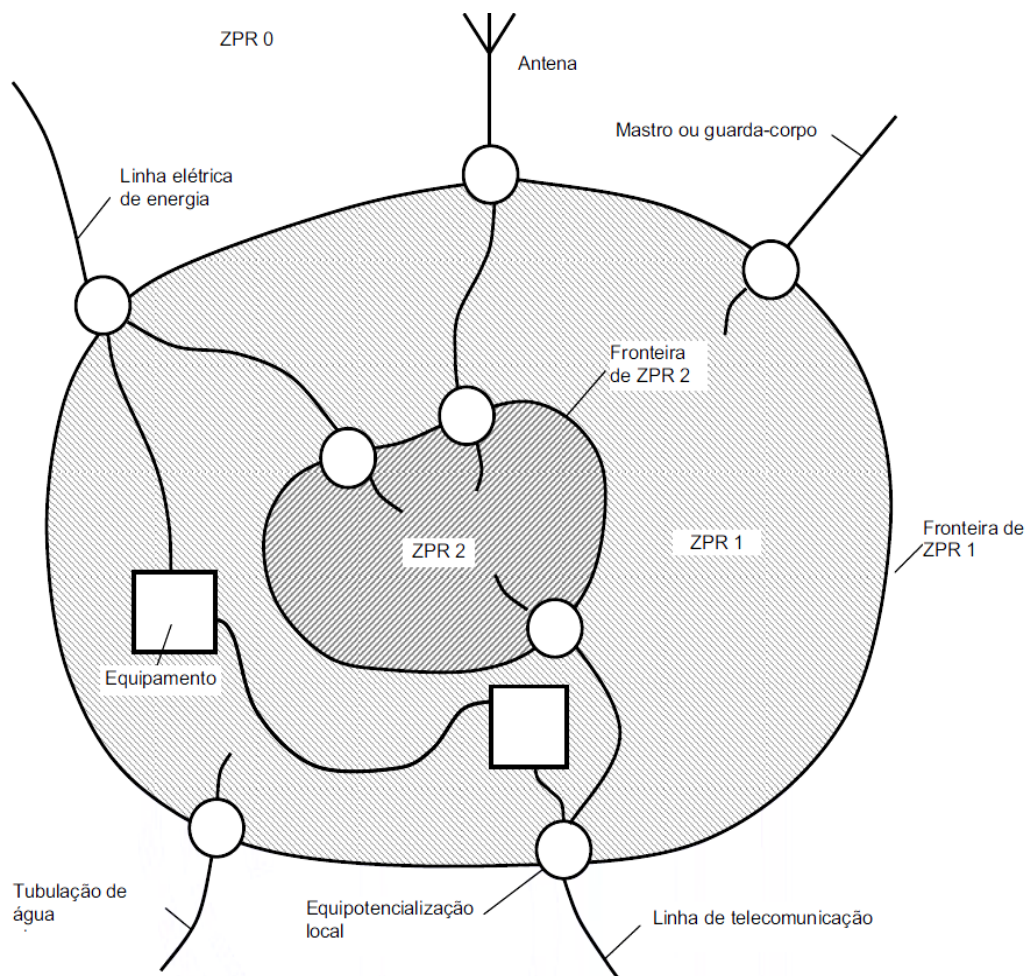 ZPR 0
Antena
Mastro ou guarda-corpo
Linha elétrica
de energia
Fronteira
de ZPR 2
ZPR 2
ZPR 1
Fronteira de
ZPR 1
Equipamento
Tubulação de
água
Equipotencialização
local
Linha de telecomunicação